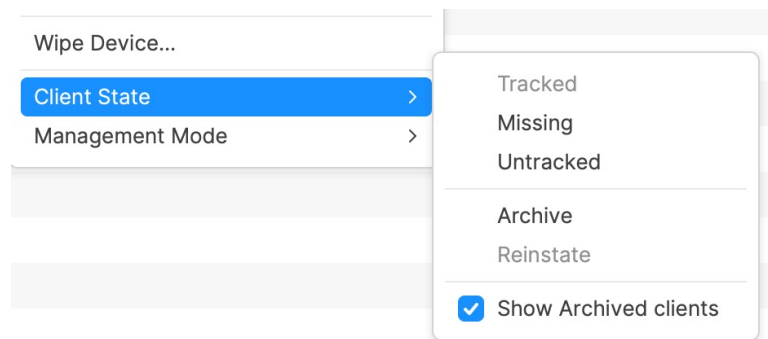 Wipe Device...
Client State
Management Mode
Tracked
Missing
Untracked
Archive
Reinstate
Show Archived clients